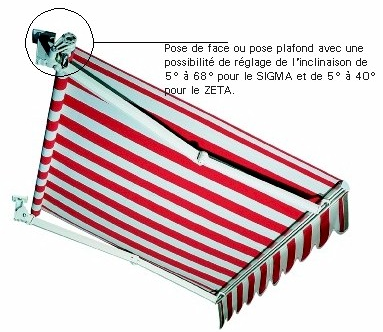 Pose de face ou pose plafond avec une
possibilité de réglage de l'inclinaison de
5° à 68° pour le SIGMA et de 5° à 40°
pour le ZETA.